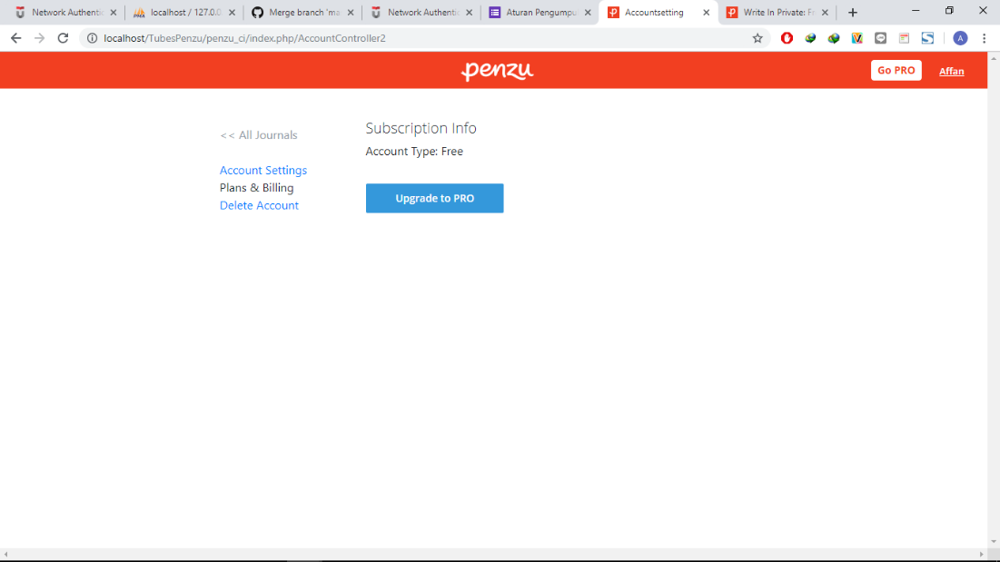 Network Authentic
localhost / 127.0.0
Merge branch 'ma
Network Authentic
Aturan Pengumpul
Accountsetting
Write In Private: Fr
localhost/TubesPenzu/penzu_ci/index.php/AccountController2
A
penzu
Go PRO
Affan
<< All Journals
Account Settings
Plans & Billing
Delete Account
Subscription Info
Account Type: Free
Upgrade to PRO